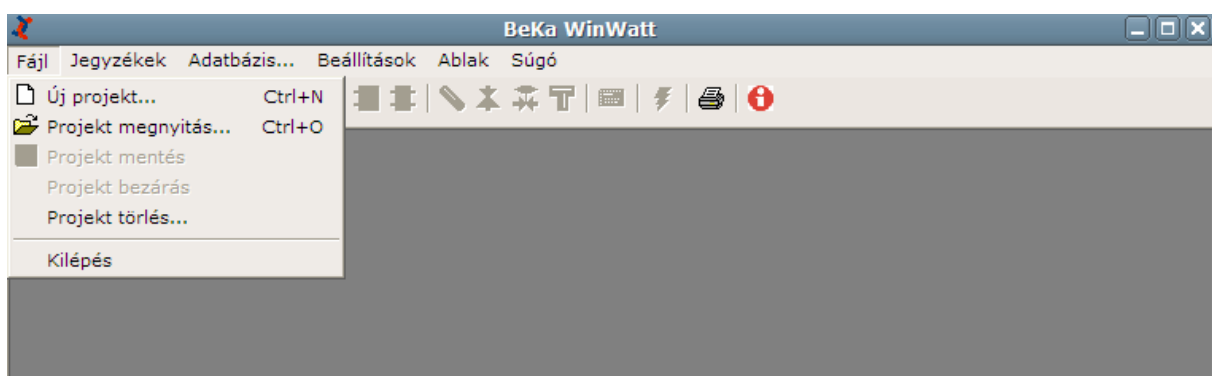 BeKa WinWatt
Fájl Jegyzékek Adatbázis... Beállítások Ablak Súgó
Új projekt... Ctrl+N
Projekt megnyitás... Ctrl+O
Projekt mentés
Projekt bezárás
Projekt törlés...
Kilépés